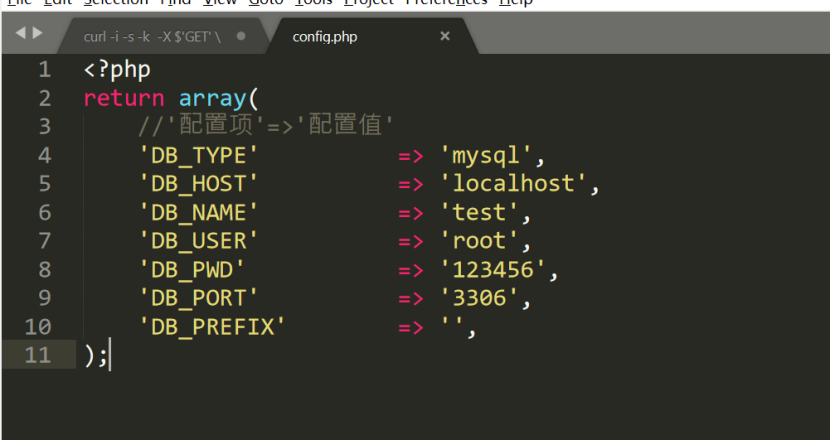 File Edit Selection Find View Goto Tools Project Preferences Help
curl -i -s -k -X $'GET' \
config.php
1 <?php
2 return array(
3 //'配置项'=>'配置值'
4 'DB_TYPE' => 'mysql',
5 'DB_HOST' => 'localhost',
6 'DB_NAME' => 'test',
7 'DB_USER' => 'root',
8 'DB_PWD' => '123456',
9 'DB_PORT' => '3306',
10 'DB_PREFIX' => '',
11 );